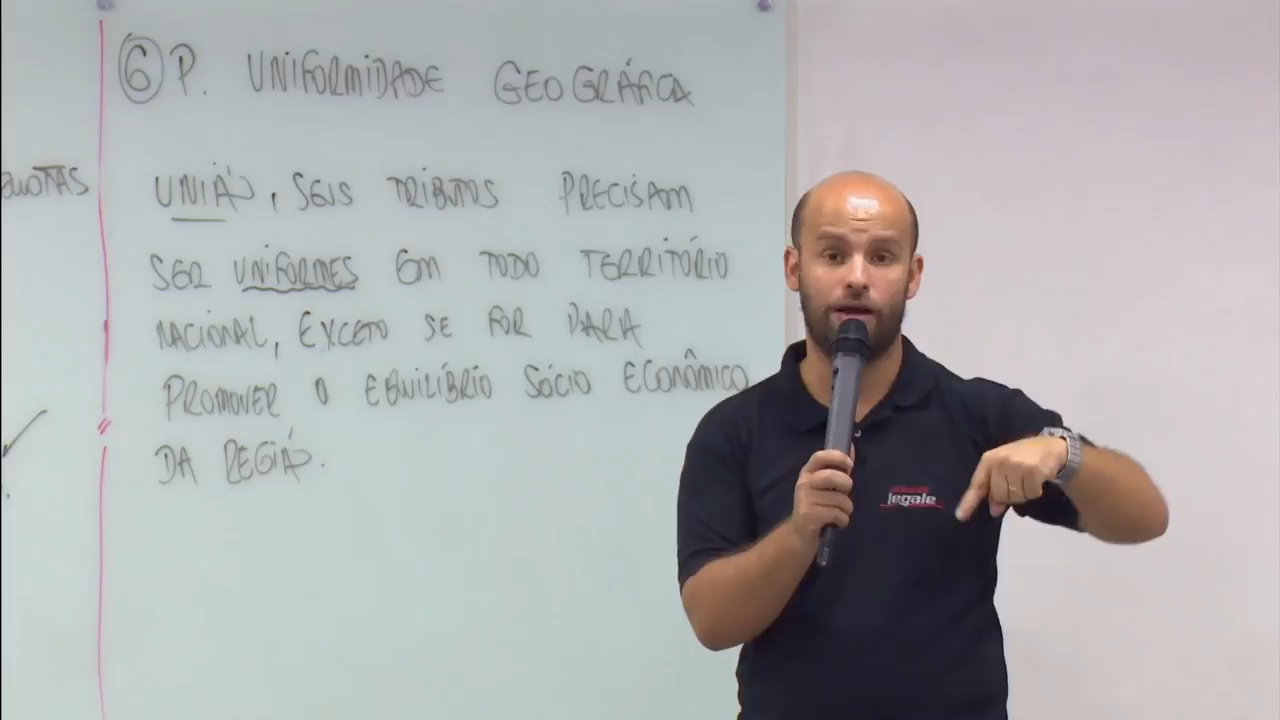 ⑥ P. UNIFORMIDADE GEOGRÁFICA
UNIÃO, SEUS TRIBUTOS PRECISAM
SER UNIFORMES EM TODO TERRITÓRIO
NACIONAL, EXCETO SE FOR PARA
PROMOVER O EQUILÍBRIO SÓCIO ECONÔMICO
DA REGIÃO.
legale